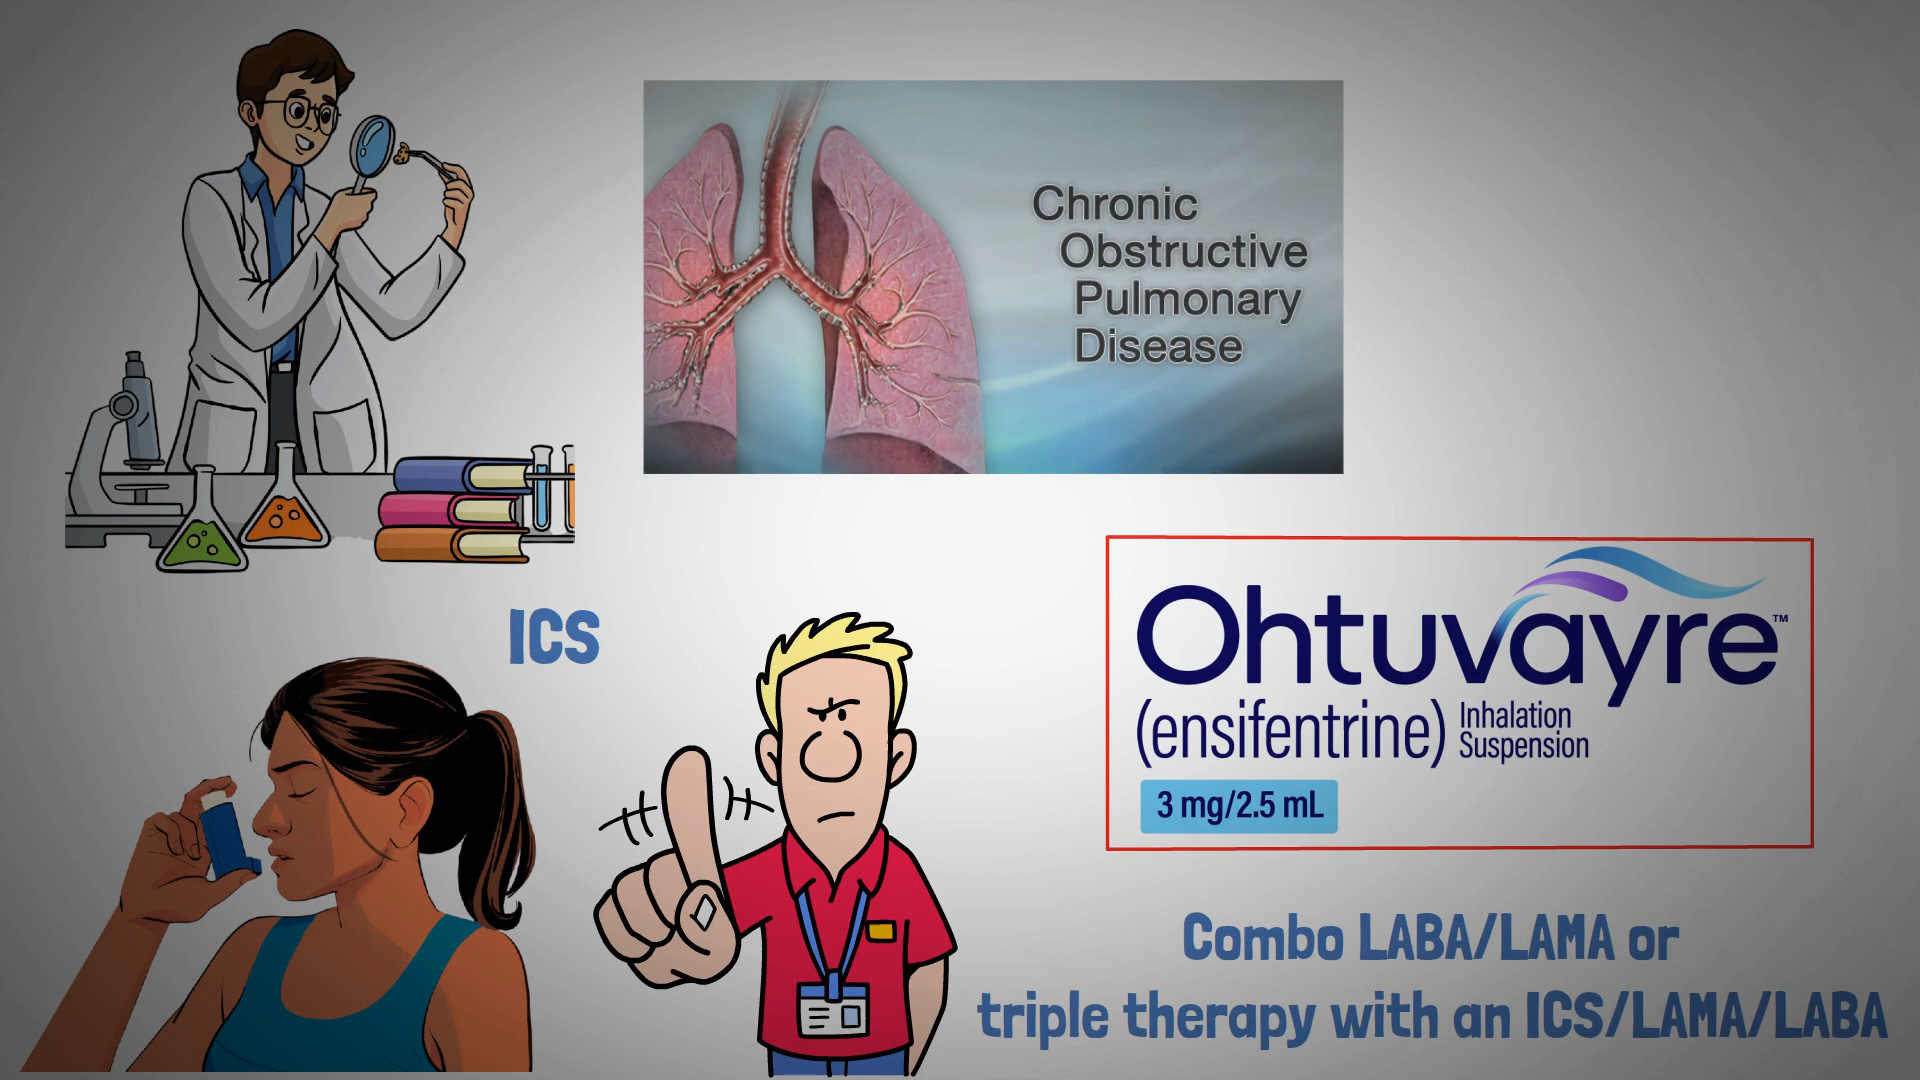 Chronic
Obstructive
Pulmonary
Disease
ICS
Ohtuvayre™
(ensifentrine) Inhalation
Suspension
3 mg/2.5 mL
Combo LABA/LAMA or
triple therapy with an ICS/LAMA/LABA